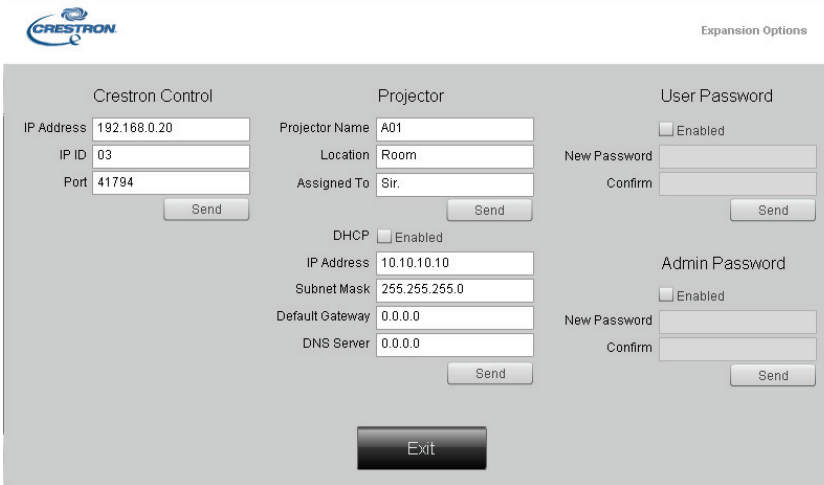 CRESTRON
Expansion Options
Crestron Control
IP Address 192.168.0.20
IP ID 03
Port 41794
Send
Projector
Projector Name A01
Location Room
Assigned To Sir.
Send
DHCP Enabled
IP Address 10.10.10.10
Subnet Mask 255.255.255.0
Default Gateway 0.0.0.0
DNS Server 0.0.0.0
Send
User Password
Enabled
New Password
Confirm
Send
Admin Password
Enabled
New Password
Confirm
Send
Exit